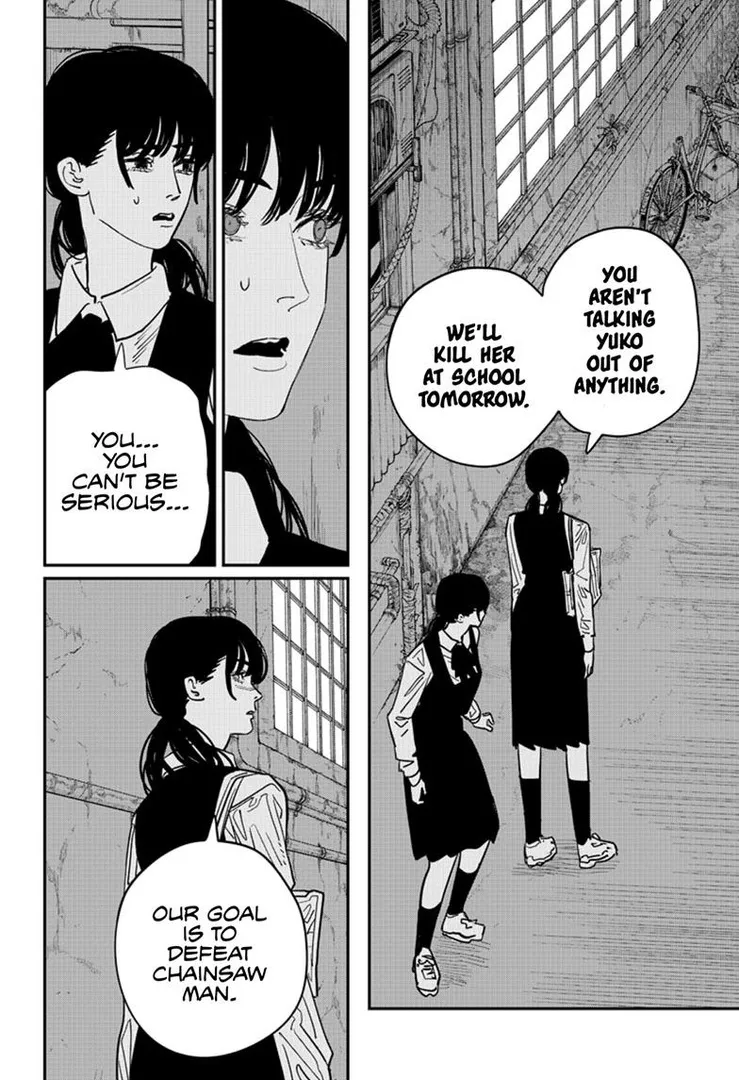 YOU
AREN'T
TALKING
YUKO
OUT OF
ANYTHING.
WE'LL
KILL HER
AT SCHOOL
TOMORROW.
YOU...
YOU
CAN'T BE
SERIOUS...
OUR GOAL
IS TO
DEFEAT
CHAINSAW
MAN.